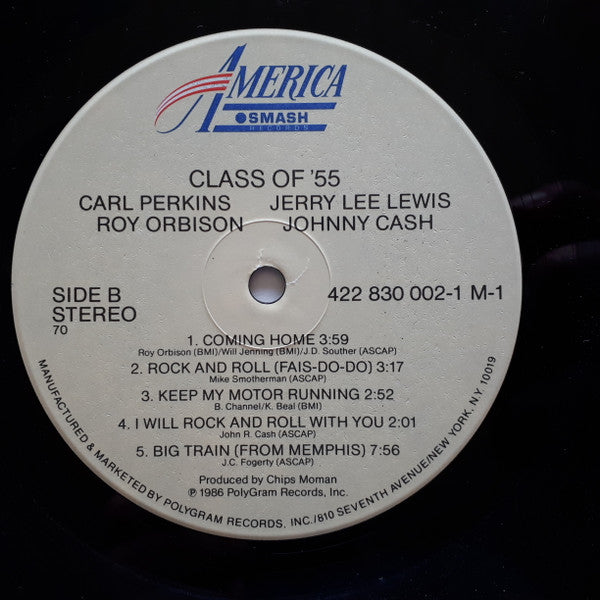 AMERICA
SMASH
RECORDS
CLASS OF '55
CARL PERKINS JERRY LEE LEWIS
ROY ORBISON JOHNNY CASH
SIDE B
STEREO
70
422 830 002-1 M-1
1. COMING HOME 3:59
Roy Orbison (BMI)/Will Jenning (BMI)/J.D. Souther (ASCAP)
2. ROCK AND ROLL (FAIS-DO-DO) 3:17
Mike Smotherman (ASCAP)
3. KEEP MY MOTOR RUNNING 2:52
B. Channel/K. Beal (BMI)
4. I WILL ROCK AND ROLL WITH YOU 2:01
John R. Cash (ASCAP)
5. BIG TRAIN (FROM MEMPHIS) 7:56
J.C. Fogerty (ASCAP)
Produced by Chips Moman
℗ 1986 PolyGram Records, Inc.
MANUFACTURED & MARKETED BY POLYGRAM RECORDS, INC./810 SEVENTH AVENUE/NEW YORK, N.Y. 10019